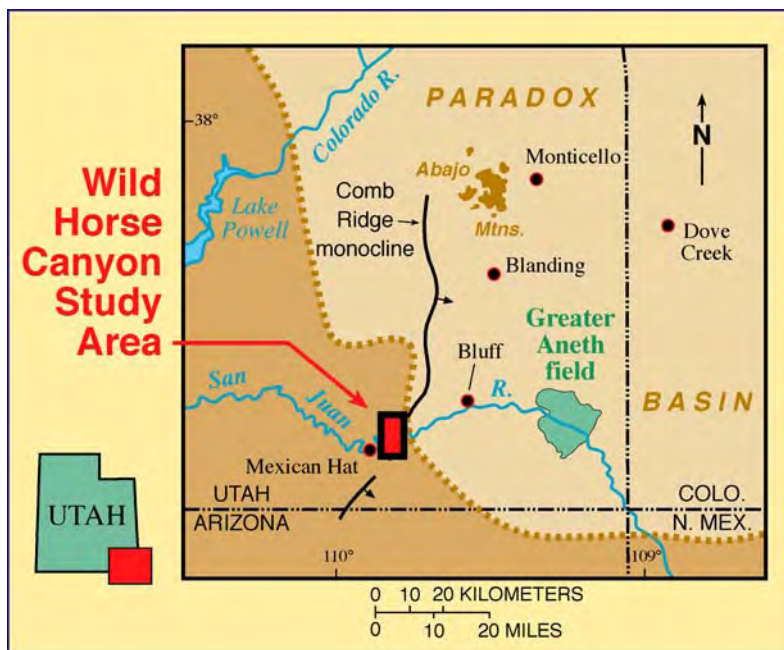 Wild
Horse
Canyon
Study
Area
38°
Colorado R.
Lake
Powell
PARADOX
N
Abajo
Mtns.
Monticello
Comb
Ridge
monocline
Dove
Creek
Blanding
Greater
Aneth
field
Bluff
San
Juan
R.
BASIN
Mexican Hat
UTAH
ARIZONA
COLO.
N. MEX.
110°
109°
UTAH
0 10 20 KILOMETERS
0 10 20 MILES